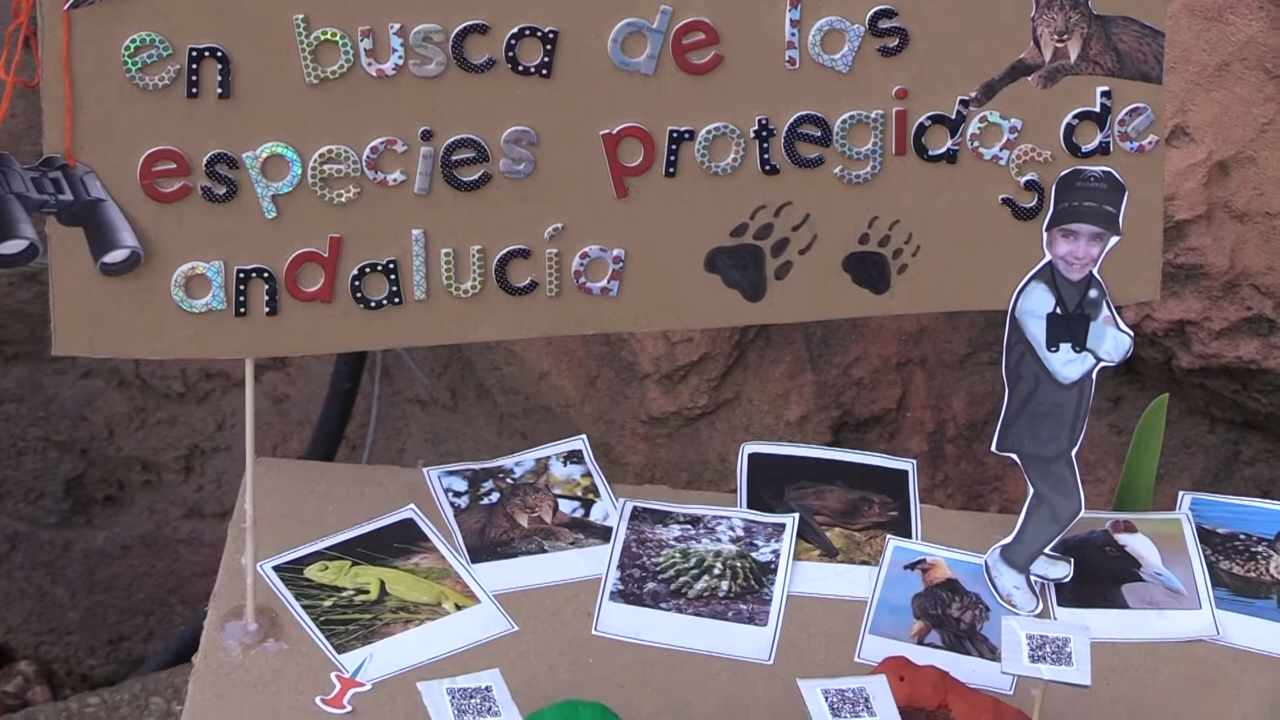 en busca de las
especies protegidas de
andalucía